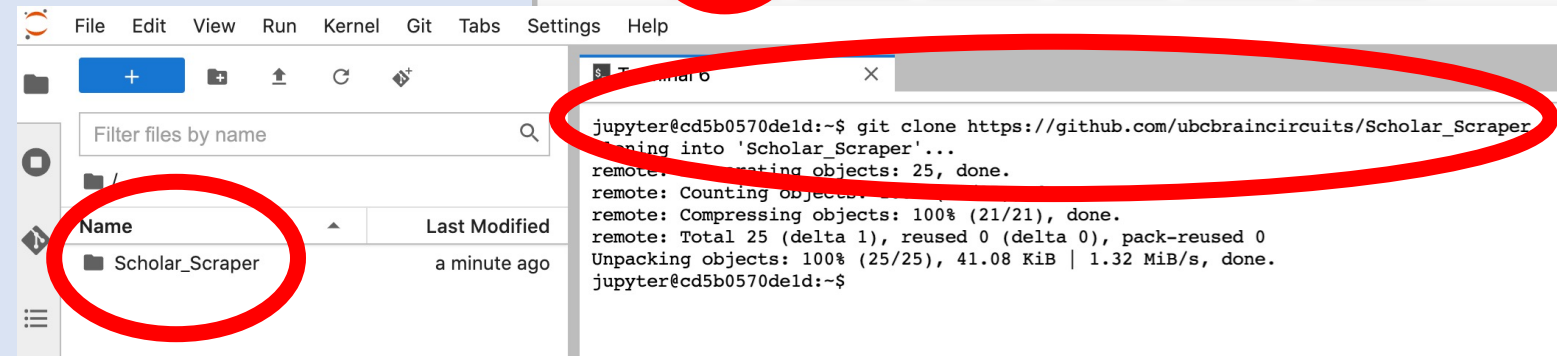 File Edit View Run Kernel Git Tabs Settings Help
Filter files by name
/
Name Last Modified
Scholar_Scraper a minute ago
6
jupyter@cd5b0570de1d:~$ git clone https://github.com/ubcbraincircuits/Scholar_Scraper
into 'Scholar_Scraper'...
objects: 25, done.
remote: Counting
remote: Compressing objects: 100% (21/21), done.
remote: Total 25 (delta 1), reused 0 (delta 0), pack-reused 0
Unpacking objects: 100% (25/25), 41.08 KiB | 1.32 MiB/s, done.
jupyter@cd5b0570de1d:~$